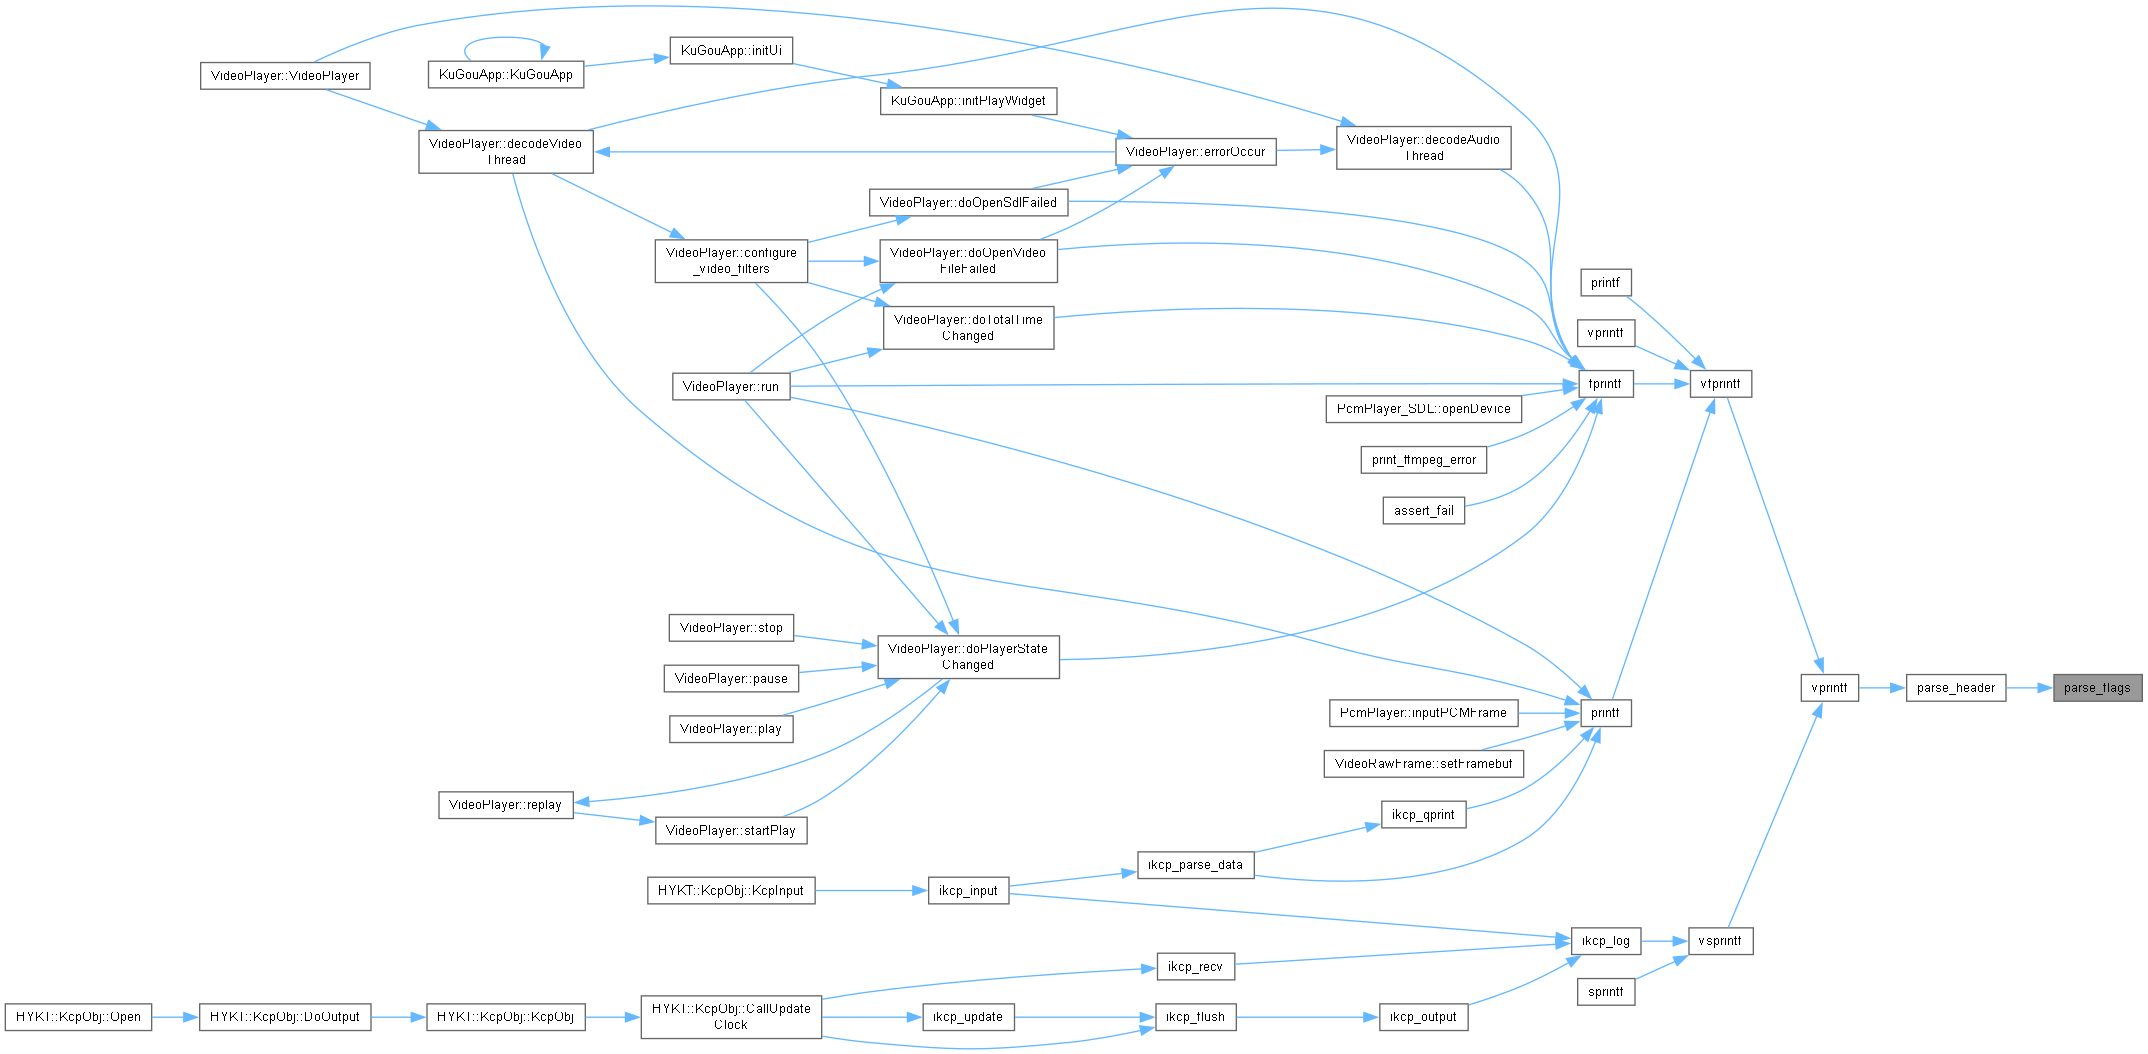 VideoPlayer::VideoPlayer
KuGouApp::KuGouApp
KuGouApp::initUi
KuGouApp::initPlayWidget
VideoPlayer::decodeVideo
Thread
VideoPlayer::errorOccur
VideoPlayer::decodeAudio
Thread
VideoPlayer::doOpenSdlFailed
VideoPlayer::configure
_video_filters
VideoPlayer::doOpenVideo
FileFailed
VideoPlayer::doTotalTime
Changed
VideoPlayer::run
printf
vprintf
fprintf
vfprintf
PcmPlayer_SDL::openDevice
print_ffmpeg_error
assert_fail
VideoPlayer::stop
VideoPlayer::pause
VideoPlayer::play
VideoPlayer::doPlayerState
Changed
VideoPlayer::replay
VideoPlayer::startPlay
PcmPlayer::inputPCMFrame
VideoRawFrame::setFramebuf
printf
ikcp_qprint
ikcp_parse_data
vprintf
parse_header
parse_flags
HYKT::KcpObj::KcpInput
ikcp_input
ikcp_log
vsprintf
sprintf
ikcp_recv
HYKT::KcpObj::Open
HYKT::KcpObj::DoOutput
HYKT::KcpObj::KcpObj
HYKT::KcpObj::CallUpdate
Clock
ikcp_update
ikcp_flush
ikcp_output